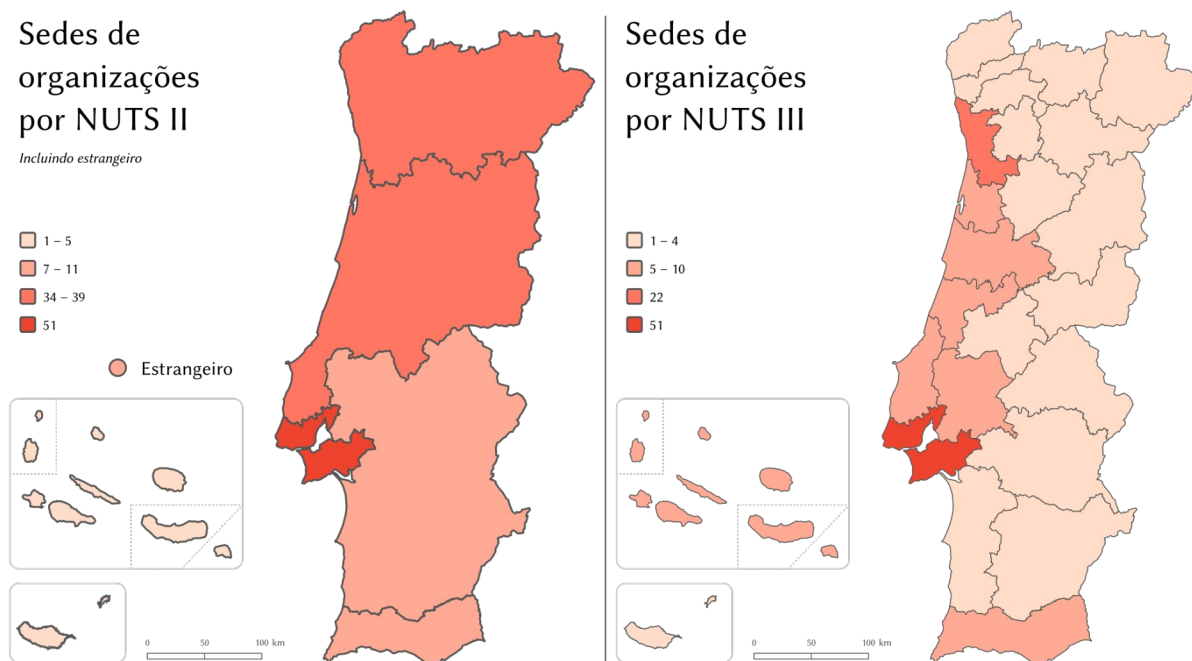 Sedes de
organizações
por NUTS II
Incluindo estrangeiro
1 – 5
7 – 11
34 – 39
51
Estrangeiro
0 50 100 km
Sedes de
organizações
por NUTS III
1 – 4
5 – 10
22
51
0 50 100 km